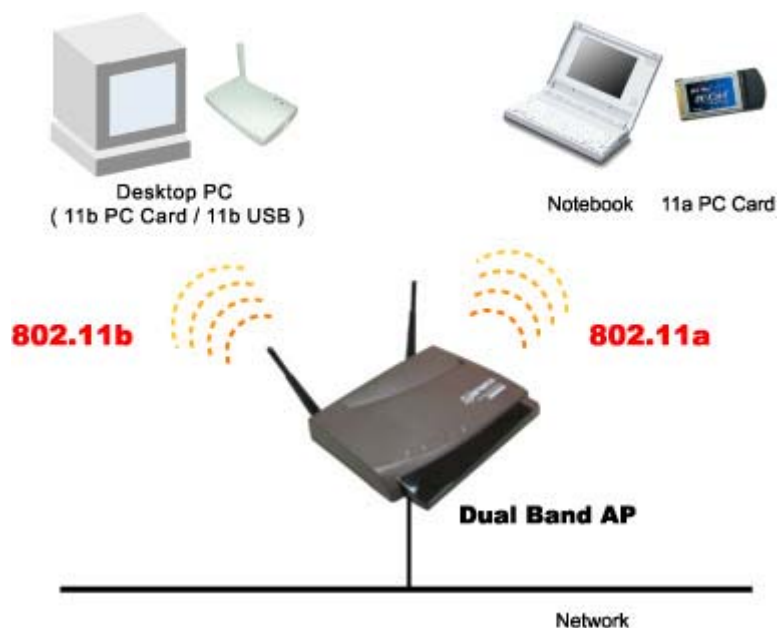 Desktop PC
( 11b PC Card / 11b USB )
Notebook
11a PC Card
802.11b
802.11a
Dual Band AP
Network